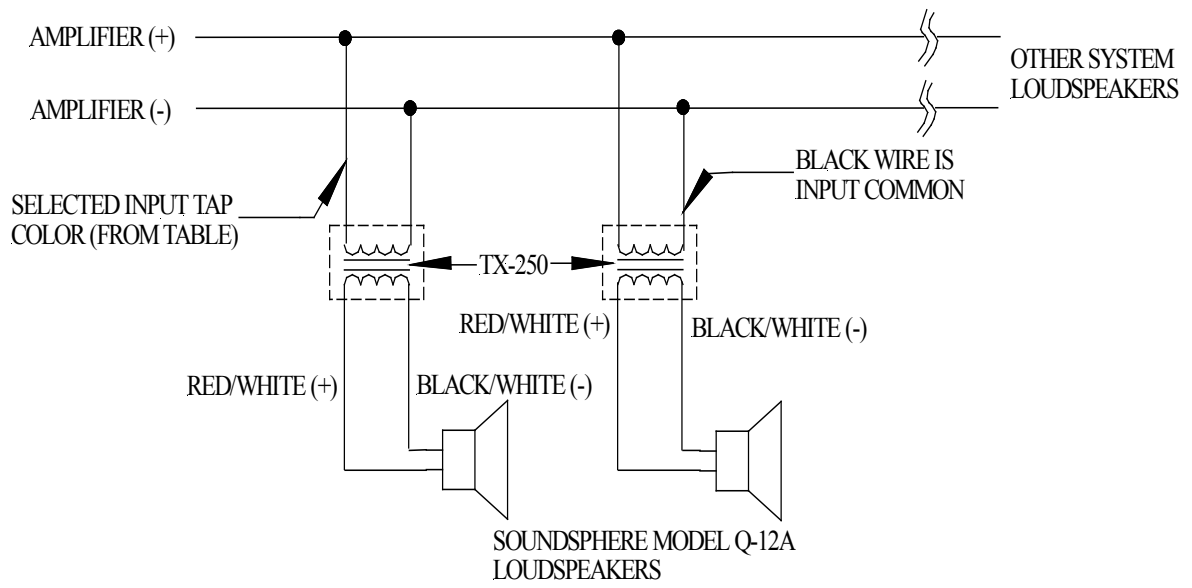 AMPLIFIER (+)
OTHER SYSTEM
LOUDSPEAKERS
AMPLIFIER (-)
BLACK WIRE IS
INPUT COMMON
SELECTED INPUT TAP
COLOR (FROM TABLE)
TX-250
RED/WHITE (+)
BLACK/WHITE (-)
RED/WHITE (+)
BLACK/WHITE (-)
SOUNDSPHERE MODEL Q-12A
LOUDSPEAKERS